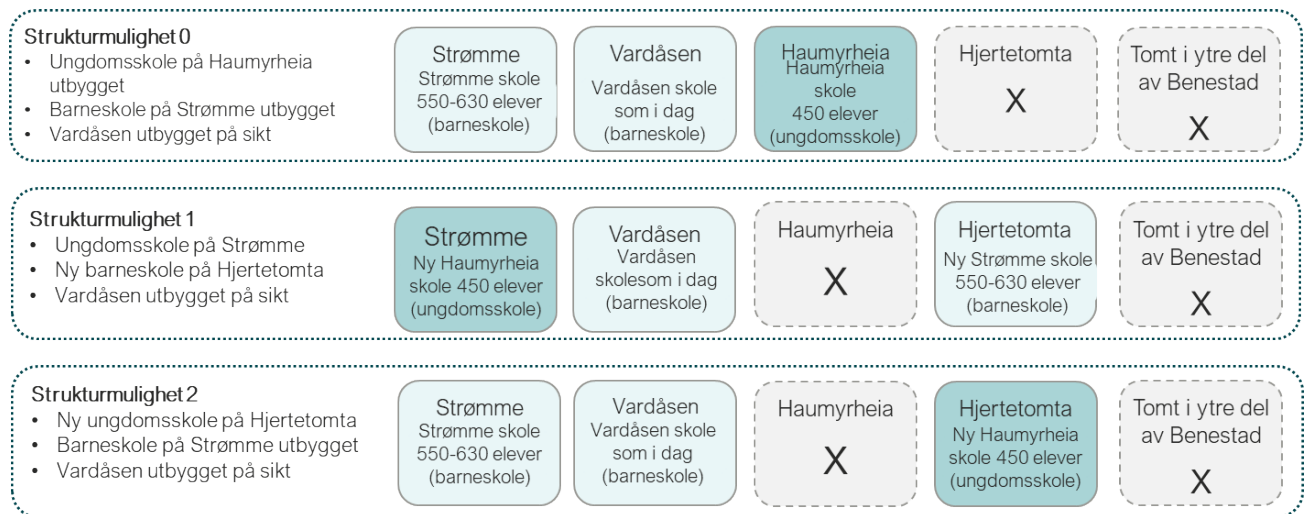 Strukturmulighet 0
• Ungdomsskole på Haumyrheia
utbygget
• Barneskole på Strømme utbygget
• Vardåsen utbygget på sikt
Strømme
Strømme skole
550-630 elever
(barneskole)
Vardåsen
Vardåsen skole
som i dag
(barneskole)
Haumyrheia
Haumyrheia
skole
450 elever
(ungdomsskole)
Hjertetomta
X
Tomt i ytre del
av Benestad
X
Strukturmulighet 1
• Ungdomsskole på Strømme
• Ny barneskole på Hjertetomta
• Vardåsen utbygget på sikt
Strømme
Ny Haumyrheia
skole 450 elever
(ungdomsskole)
Vardåsen
Vardåsen
skolesom i dag
(barneskole)
Haumyrheia
X
Hjertetomta
Ny Strømme skole
550-630 elever
(barneskole)
Tomt i ytre del
av Benestad
X
Strukturmulighet 2
• Ny ungdomsskole på Hjertetomta
• Barneskole på Strømme utbygget
• Vardåsen utbygget på sikt
Strømme
Strømme skole
550-630 elever
(barneskole)
Vardåsen
Vardåsen skole
som i dag
(barneskole)
Haumyrheia
X
Hjertetomta
Ny Haumyrheia
skole 450 elever
(ungdomsskole)
Tomt i ytre del
av Benestad
X